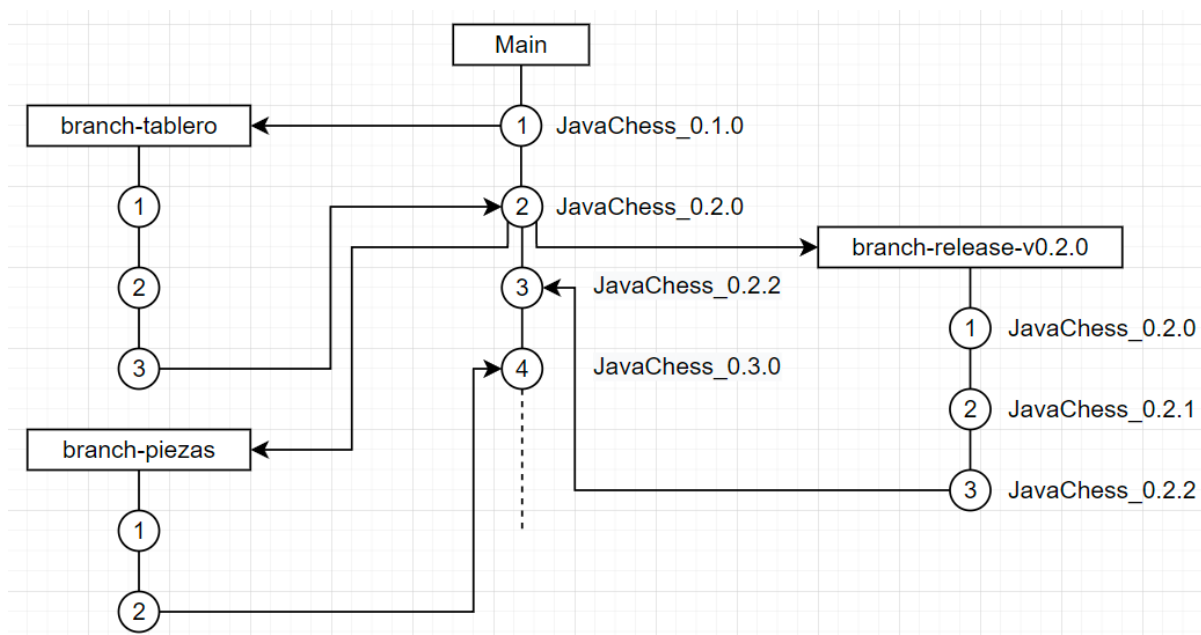 Main
branch-tablero
1 JavaChess_0.1.0
1
2 JavaChess_0.2.0
branch-release-v0.2.0
2
3 JavaChess_0.2.2
1 JavaChess_0.2.0
3
4 JavaChess_0.3.0
2 JavaChess_0.2.1
branch-piezas
3 JavaChess_0.2.2
1
2